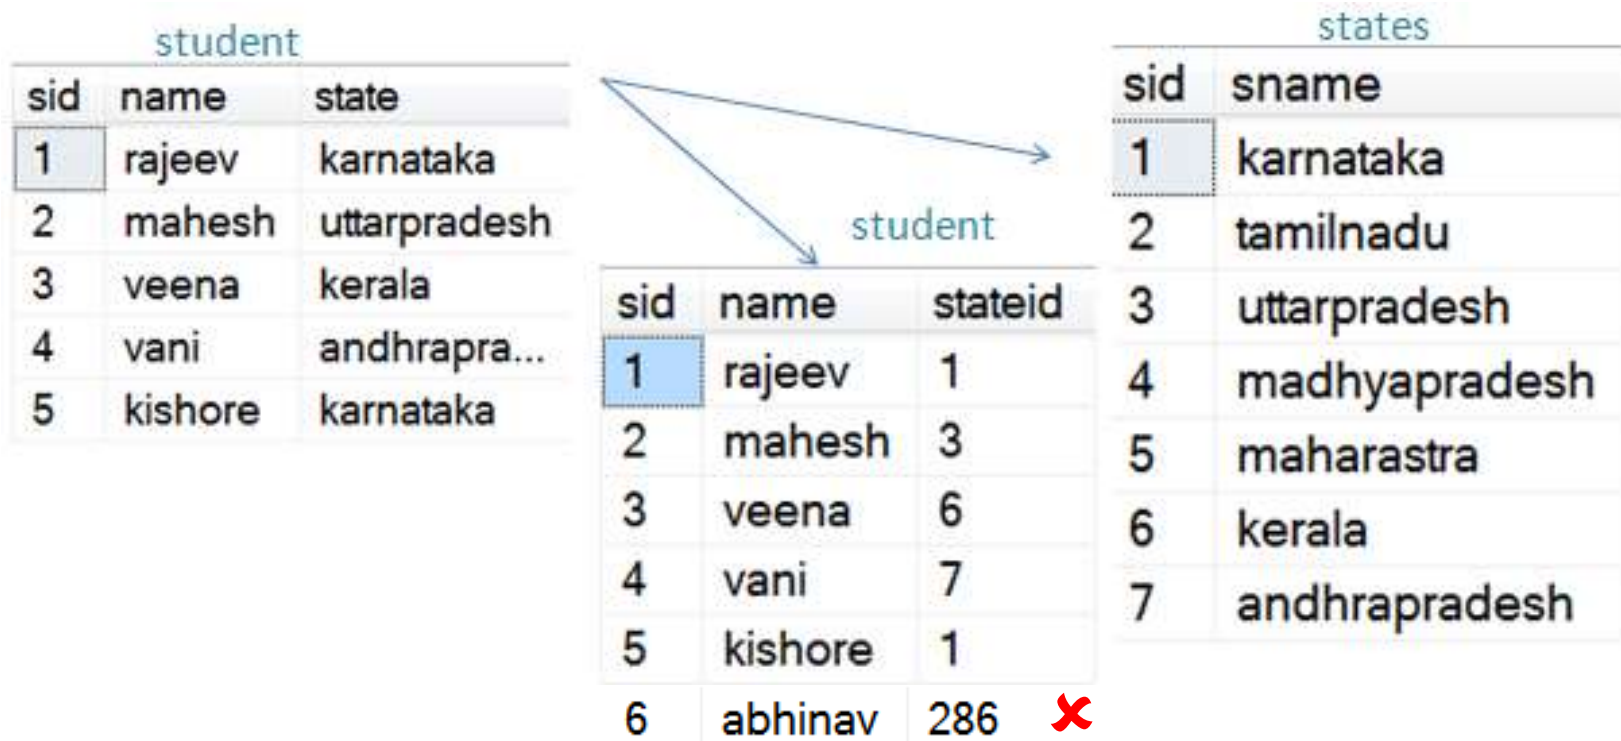 student
sid name state
1 rajeev karnataka
2 mahesh uttarpradesh
3 veena kerala
4 vani andhrapra...
5 kishore karnataka
student
sid name stateid
1 rajeev 1
2 mahesh 3
3 veena 6
4 vani 7
5 kishore 1
6 abhinav 286
states
sid sname
1 karnataka
2 tamilnadu
3 uttarpradesh
4 madhyapradesh
5 maharastra
6 kerala
7 andhrapradesh